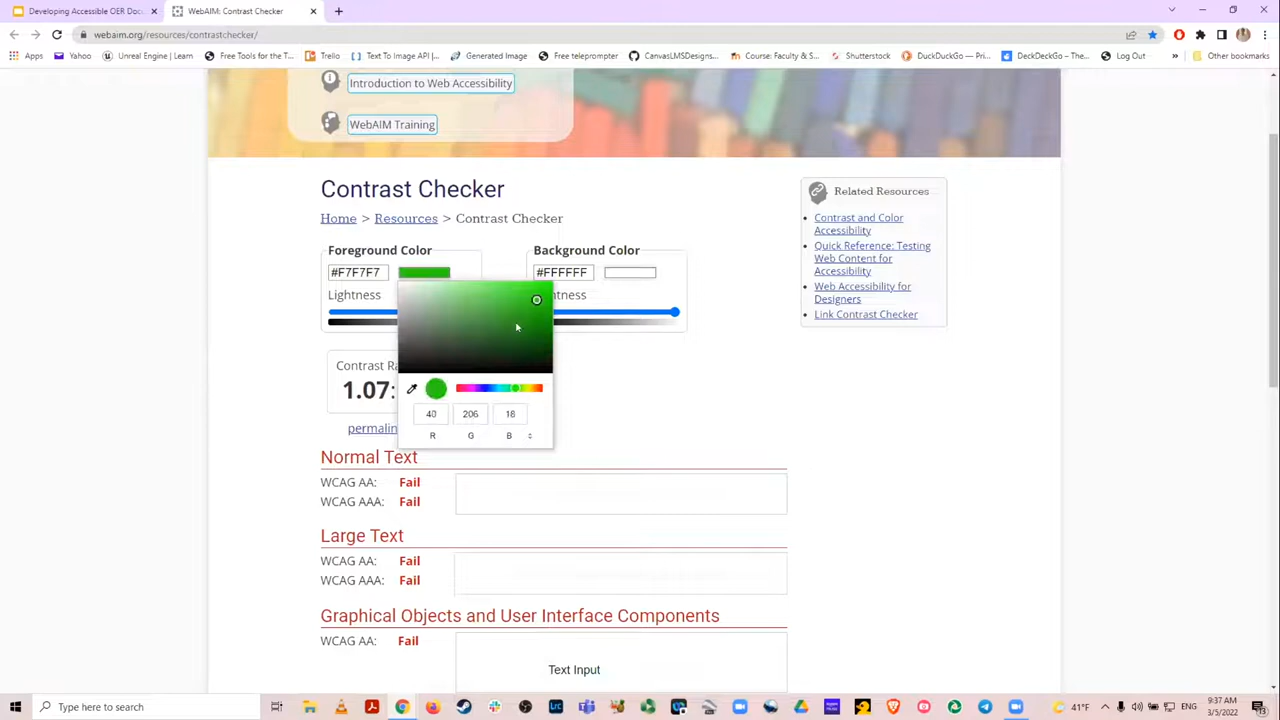 Developing Accessible OER Docu
WebAIM: Contrast Checker
webaim.org/resources/contrastchecker/
Apps
Yahoo
Unreal Engine | Learn
Free Tools for the T...
Trello
Text To Image API |...
Generated Image
Free teleprompter
CanvasLMSDesigns...
Course: Faculty & S...
Shutterstock
DuckDuckGo — Pri...
DeckDeckGo – The...
Log Out
»
Other bookmarks
Introduction to Web Accessibility
WebAIM Training
Contrast Checker
Home > Resources > Contrast Checker
Foreground Color
#F7F7F7
Lightness
Background Color
#FFFFFF
htness
Contrast Ra
1.07:
permalin
40 206 18
R G B
Normal Text
WCAG AA: Fail
WCAG AAA: Fail
Large Text
WCAG AA: Fail
WCAG AAA: Fail
Graphical Objects and User Interface Components
WCAG AA: Fail
Text Input
Related Resources
Contrast and Color
Accessibility
Quick Reference: Testing
Web Content for
Accessibility
Web Accessibility for
Designers
Link Contrast Checker
Type here to search
Lrc
41°F
9:37 AM
3/5/2022